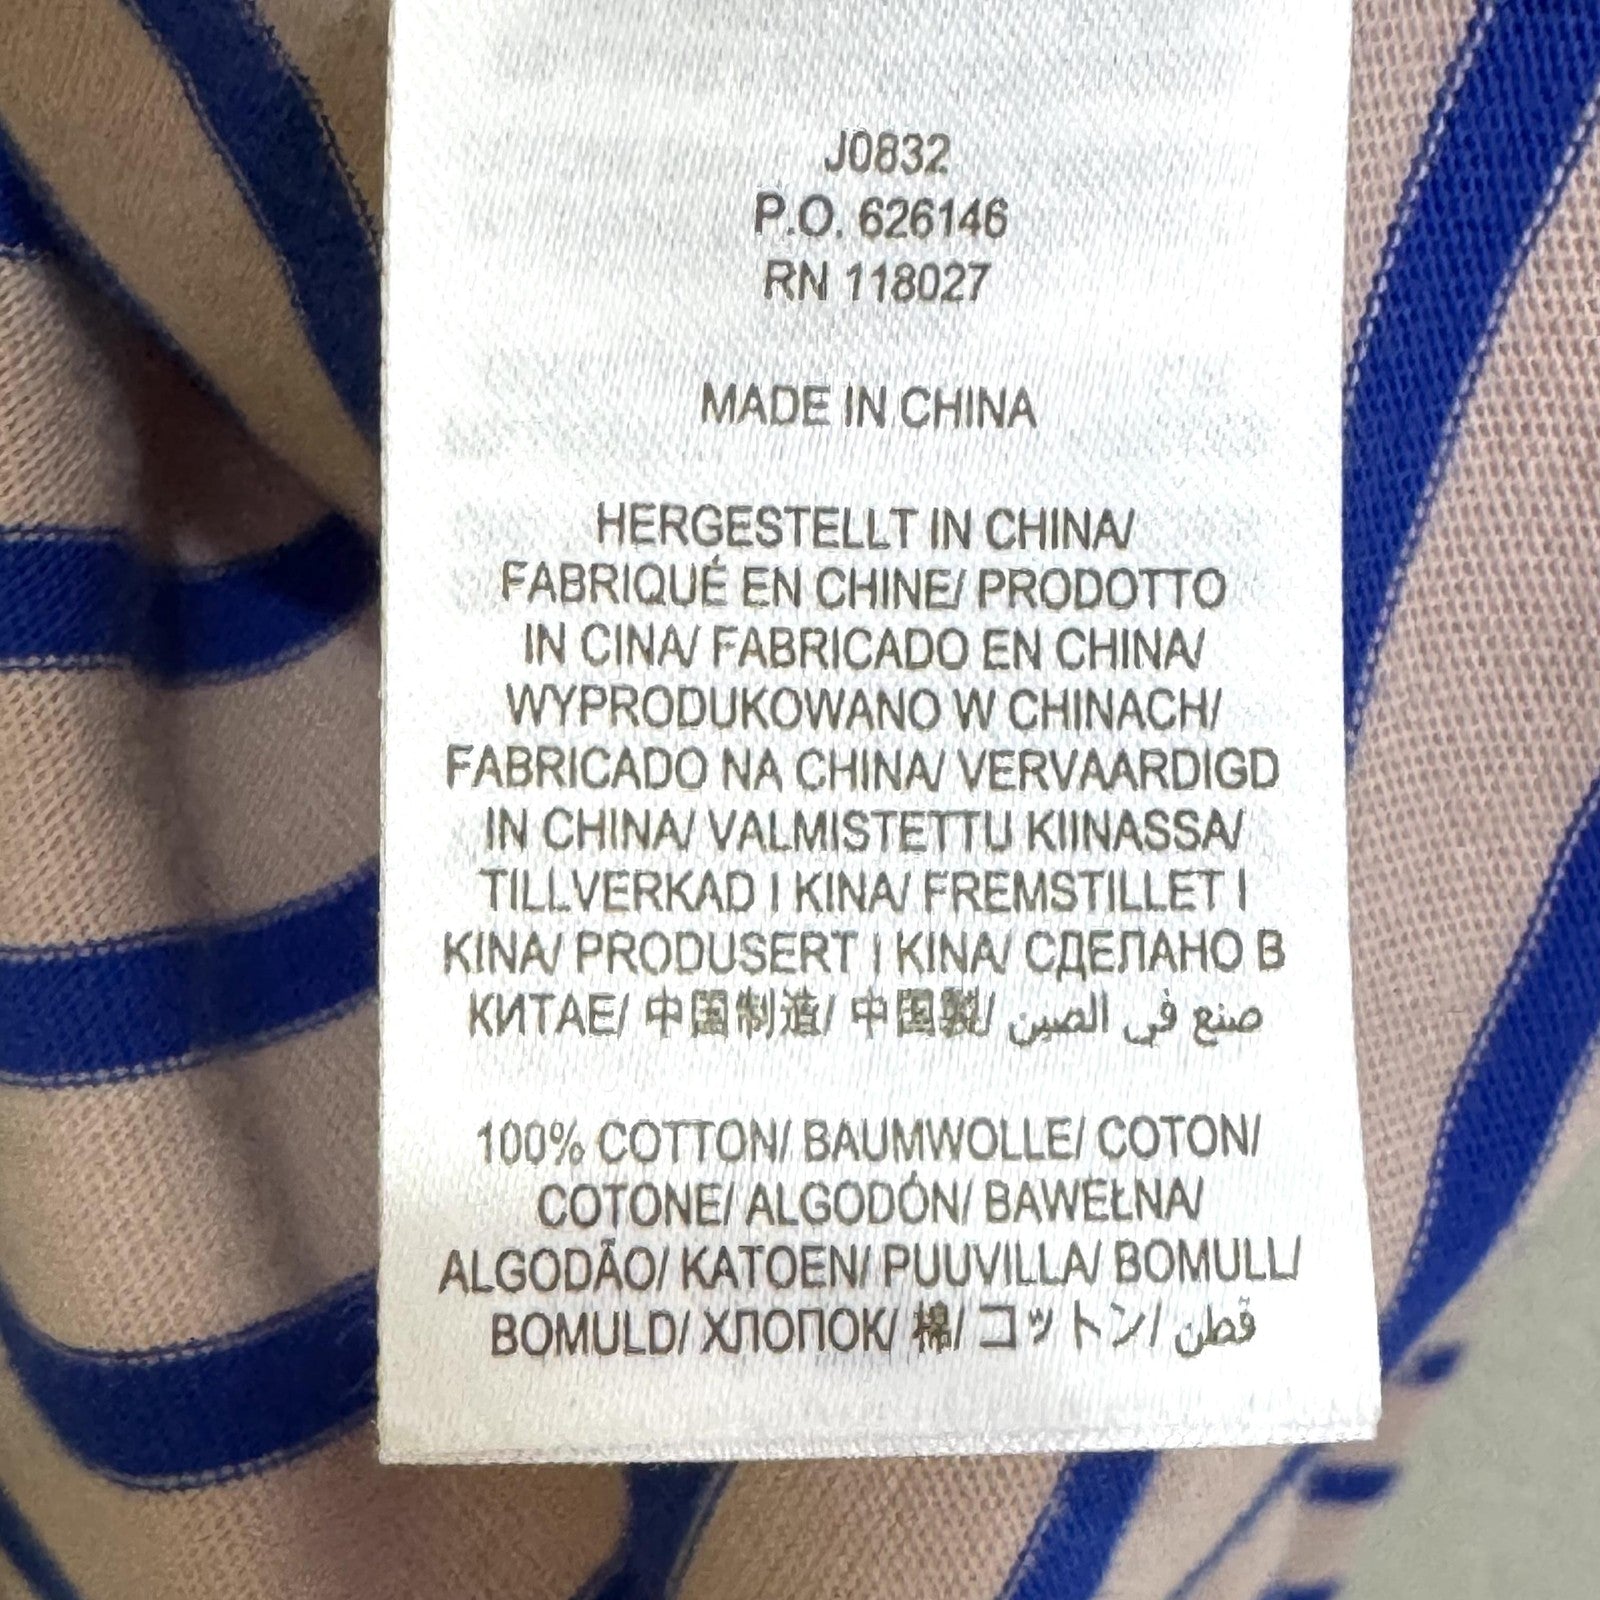 J0832
P.O. 626146
RN 118027
MADE IN CHINA
HERGESTELLT IN CHINA/
FABRIQUÉ EN CHINE/ PRODOTTO
IN CINA/ FABRICADO EN CHINA/
WYPRODUKOWANO W CHINACH/
FABRICADO NA CHINA/ VERVAARDIGD
IN CHINA/ VALMISTETTU KIINASSA/
TILLVERKAD I KINA/ FREMSTILLET I
KINA/ PRODUSERT I KINA/ СДЕЛАНО В
КИТАЕ/ 中国制造/ 中国製/ صنع في الصين
100% COTTON/ BAUMWOLLE/ COTON/
COTONE/ ALGODÓN/ BAWEŁNA/
ALGODÃO/ KATOEN/ PUUVILLA/ BOMULL/
BOMULD/ ХЛОПОК/ 棉/ コットン/ قطن